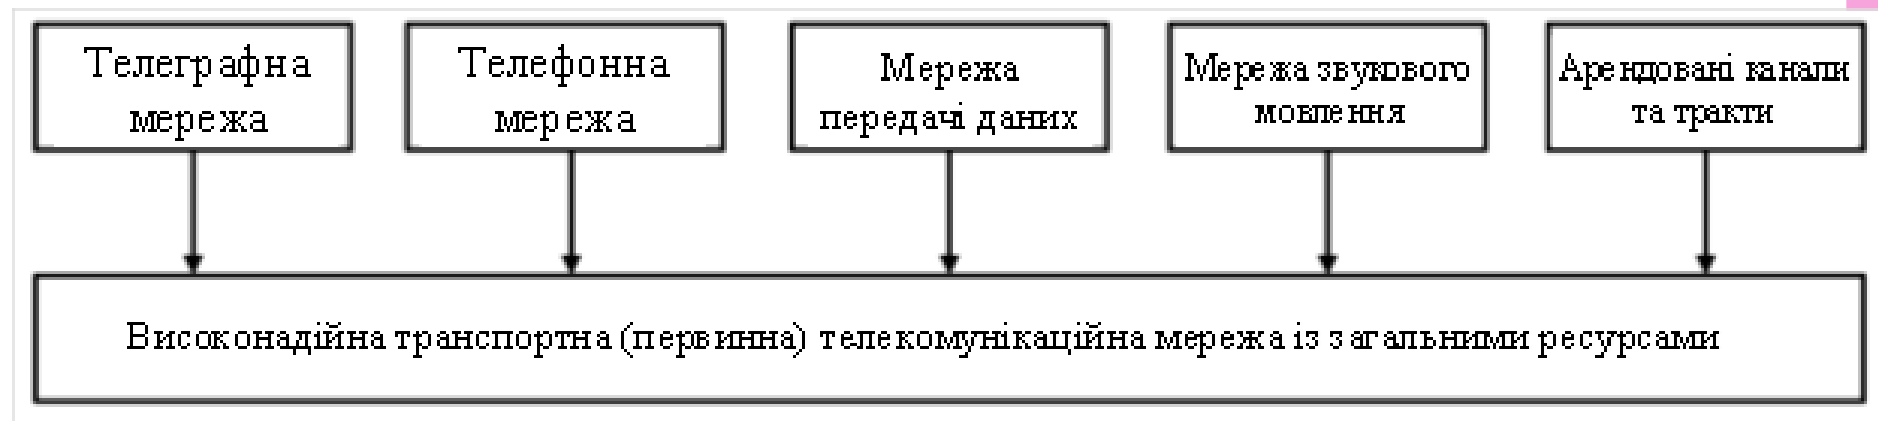 Телеграфна
мережа
Телефонна
мережа
Мережа
передачі даних
Мережа звукового
мовлення
Арендовані канали
та тракти
Високонадійна транспортна (первинна) телекомунікаційна мережа із загальними ресурсами